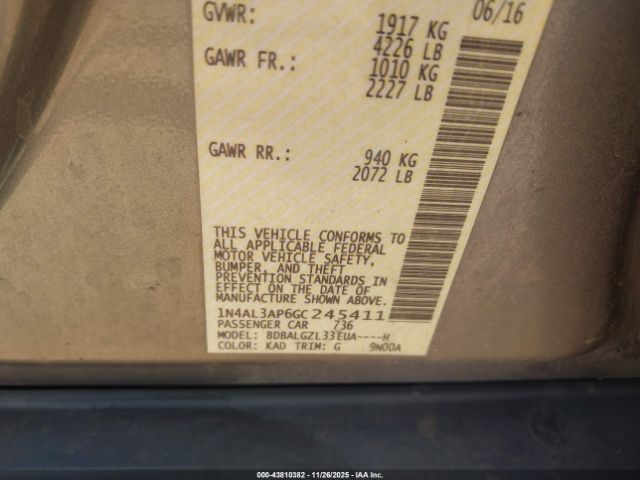 06/16
GVWR: 1917 KG
4226 LB
GAWR FR.: 1010 KG
2227 LB
GAWR RR.: 940 KG
2072 LB
THIS VEHICLE CONFORMS TO
ALL APPLICABLE FEDERAL
MOTOR VEHICLE SAFETY,
BUMPER, AND THEFT
PREVENTION STANDARDS IN
EFFECT ON THE DATE OF
MANUFACTURE SHOWN ABOVE.
1N4AL3AP6GC245411
PASSENGER CAR 736
MODEL: BDBALGZL33EUA----H
COLOR: KAD TRIM: G 9N00A
000-43810382 | 11/26/2025 | IAA Inc.